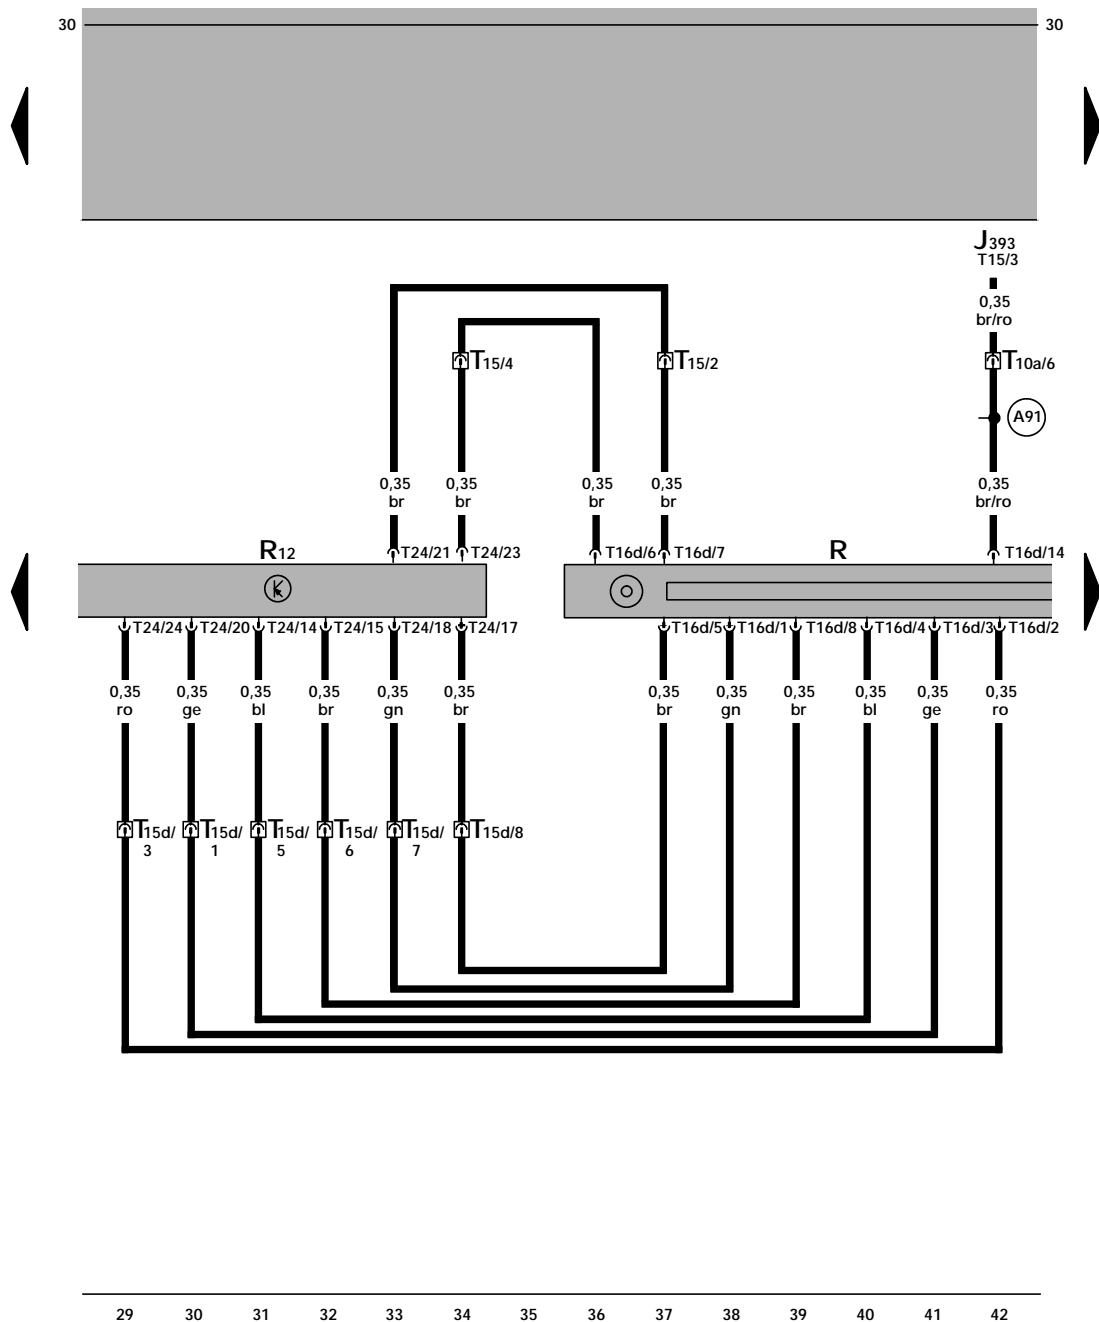 30 30
J393
T15/3
0,35
br/ro
T15/4 T15/2 T10a/6
A91
0,35 0,35 0,35 0,35 0,35
br br br br br/ro
R12 T24/21 T24/23 T16d/6 T16d/7 R T16d/14
T24/24 T24/20 T24/14 T24/15 T24/18 T24/17 T16d/5 T16d/1 T16d/8 T16d/4 T16d/3 T16d/2
0,35 0,35 0,35 0,35 0,35 0,35 0,35 0,35 0,35 0,35 0,35 0,35
ro ge bl br gn br br gn br bl ge ro
T15d/ T15d/ T15d/ T15d/ T15d/ T15d/8
3 1 5 6 7
29 30 31 32 33 34 35 36 37 38 39 40 41 42